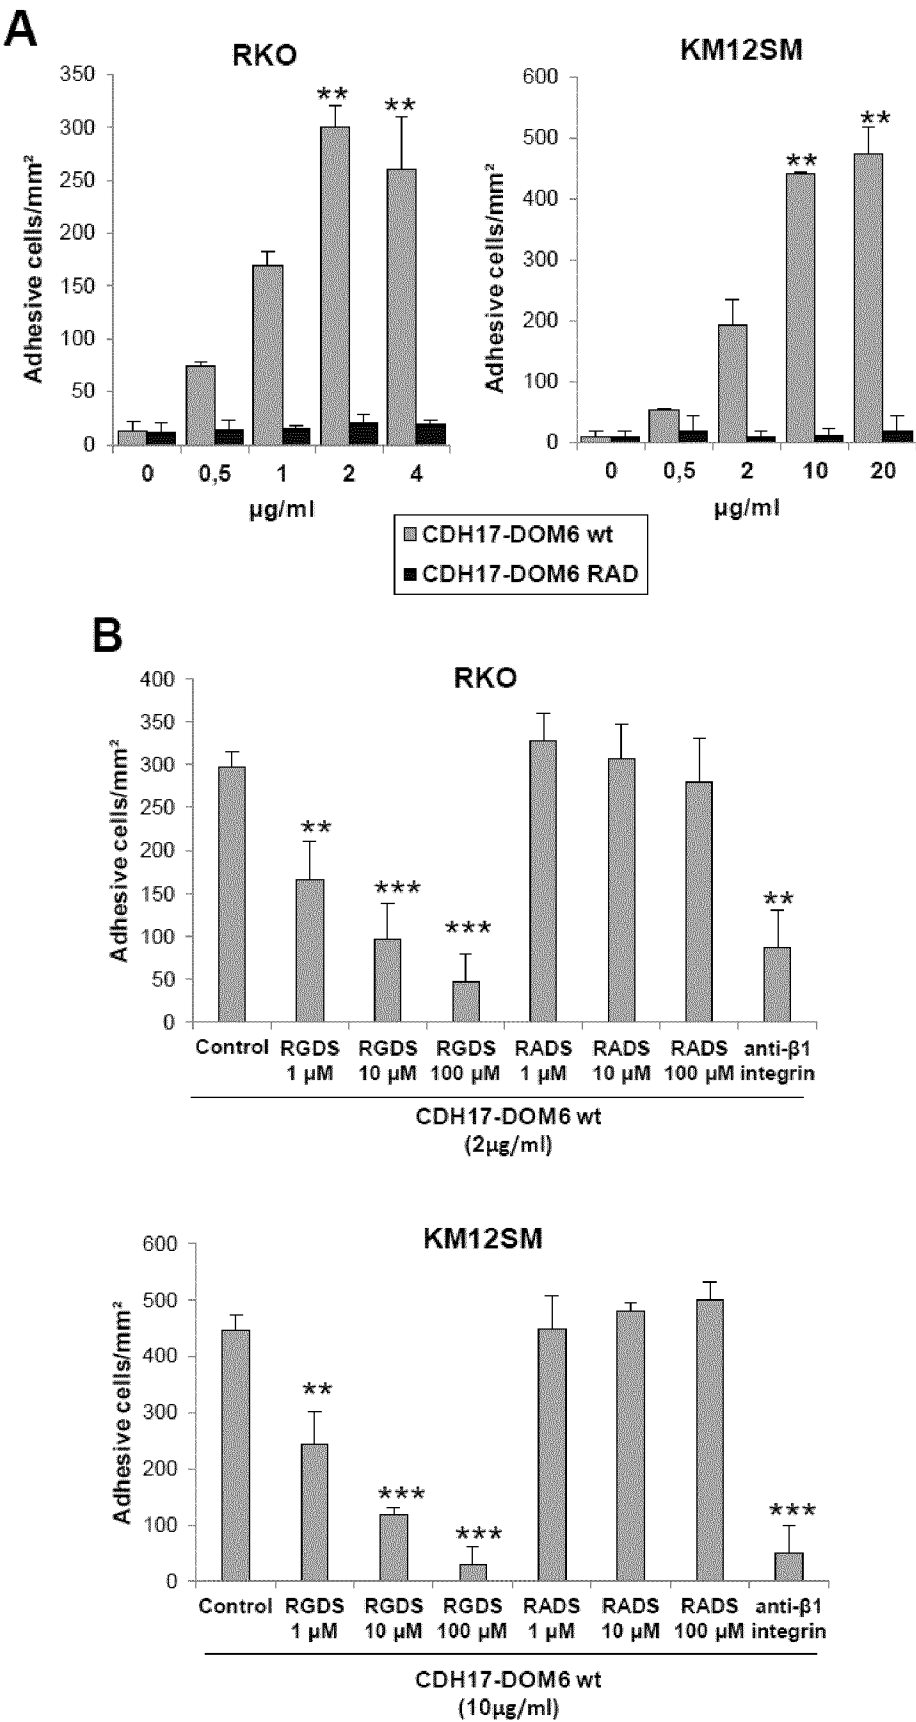 A
RKO
KM12SM
Adhesive cells/mm²
350
300
250
200
150
100
50
0
**
**
0 0,5 1 2 4
µg/ml
Adhesive cells/mm²
600
500
400
300
200
100
0
**
**
0 0,5 2 10 20
µg/ml
CDH17-DOM6 wt
CDH17-DOM6 RAD
B
RKO
Adhesive cells/mm²
400
350
300
250
200
150
100
50
0
**
***
***
**
Control RGDS RGDS RGDS RADS RADS RADS anti-β1
1 µM 10 µM 100 µM 1 µM 10 µM 100 µM integrin
CDH17-DOM6 wt
(2µg/ml)
KM12SM
Adhesive cells/mm²
600
500
400
300
200
100
0
**
***
***
***
Control RGDS RGDS RGDS RADS RADS RADS anti-β1
1 µM 10 µM 100 µM 1 µM 10 µM 100 µM integrin
CDH17-DOM6 wt
(10µg/ml)